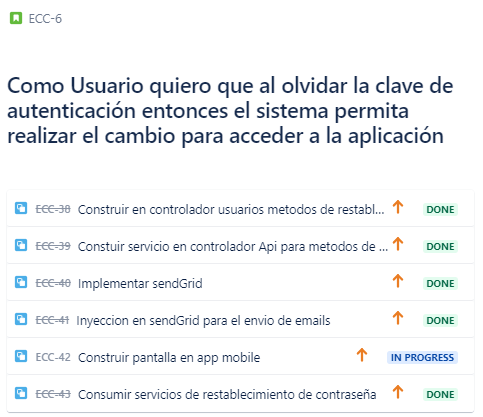 ECC-6
Como Usuario quiero que al olvidar la clave de
autenticación entonces el sistema permita
realizar el cambio para acceder a la aplicación
ECC-38 Construir en controlador usuarios metodos de restabl... DONE
ECC-39 Constuir servicio en controlador Api para metodos de ... DONE
ECC-40 Implementar sendGrid DONE
ECC-41 Inyeccion en sendGrid para el envio de emails DONE
ECC-42 Construir pantalla en app mobile IN PROGRESS
ECC-43 Consumir servicios de restablecimiento de contraseña DONE